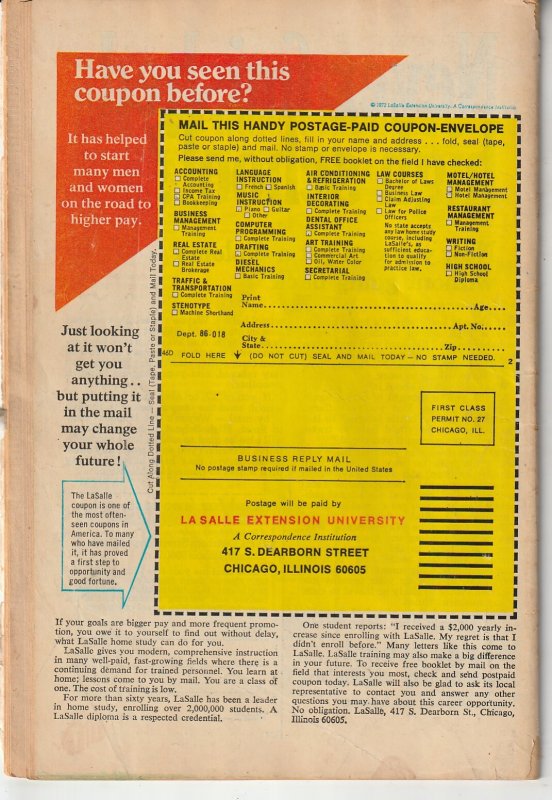 Have you seen this
coupon before?
© 1972 LaSalle Extension University, A Correspondence Institution
It has helped
to start
many men
and women
on the road to
higher pay.
Just looking
at it won't
get you
anything . .
but putting it
in the mail
may change
your whole
future!
The LaSalle
coupon is one of
the most often-
seen coupons in
America. To many
who have mailed
it, it has proved
a first step to
opportunity and
good fortune.
Cut Along Dotted Line — Seal (Tape, Paste or Staple) and Mail Today.
MAIL THIS HANDY POSTAGE-PAID COUPON-ENVELOPE
Cut coupon along dotted lines, fill in your name and address . . . fold, seal (tape,
paste or staple) and mail. No stamp or envelope is necessary.
Please send me, without obligation, FREE booklet on the field I have checked:
ACCOUNTING
Complete
Accounting
Income Tax
CPA Training
Bookkeeping
BUSINESS
MANAGEMENT
Management
Training
REAL ESTATE
Complete Real
Estate
Real Estate
Brokerage
TRAFFIC &
TRANSPORTATION
Complete Training
STENOTYPE
Machine Shorthand
LANGUAGE
INSTRUCTION
French Spanish
MUSIC
INSTRUCTION
Piano Guitar
Other
COMPUTER
PROGRAMMING
Complete Training
DRAFTING
Complete Training
DIESEL
MECHANICS
Basic Training
AIR CONDITIONING
& REFRIGERATION
Basic Training
INTERIOR
DECORATING
Complete Training
DENTAL OFFICE
ASSISTANT
Complete Training
ART TRAINING
Complete Training
Commercial Art
Oil, Water Color
SECRETARIAL
Complete Training
LAW COURSES
Bachelor of Laws
Degree
Business Law
Claim Adjusting
Law
Law for Police
Officers
No state accepts
any law home study
course, including
LaSalle's, as
sufficient educa-
tion to qualify
for admission to
practice law.
MOTEL/HOTEL
MANAGEMENT
Motel Management
Hotel Management
RESTAURANT
MANAGEMENT
Management
Training
WRITING
Fiction
Non-Fiction
HIGH SCHOOL
High School
Diploma
Print
Name Age
Address Apt. No.
Dept. 86-018
City &
State Zip
46D FOLD HERE (DO NOT CUT) SEAL AND MAIL TODAY—NO STAMP NEEDED. 2
FIRST CLASS
PERMIT NO. 27
CHICAGO, ILL.
BUSINESS REPLY MAIL
No postage stamp required if mailed in the United States
Postage will be paid by
LA SALLE EXTENSION UNIVERSITY
A Correspondence Institution
417 S. DEARBORN STREET
CHICAGO, ILLINOIS 60605
If your goals are bigger pay and more frequent promo-
tion, you owe it to yourself to find out without delay,
what LaSalle home study can do for you.
LaSalle gives you modern, comprehensive instruction
in many well-paid, fast-growing fields where there is a
continuing demand for trained personnel. You learn at
home; lessons come to you by mail. You are a class of
one. The cost of training is low.
For more than sixty years, LaSalle has been a leader
in home study, enrolling over 2,000,000 students. A
LaSalle diploma is a respected credential.
One student reports: "I received a $2,000 yearly in-
crease since enrolling with LaSalle. My regret is that I
didn't enroll before." Many letters like this come to
LaSalle. LaSalle training may also make a big difference
in your future. To receive free booklet by mail on the
field that interests you most, check and send postpaid
coupon today. LaSalle will also be glad to ask its local
representative to contact you and answer any other
questions you may have about this career opportunity.
No obligation. LaSalle, 417 S. Dearborn St., Chicago,
Illinois 60605.